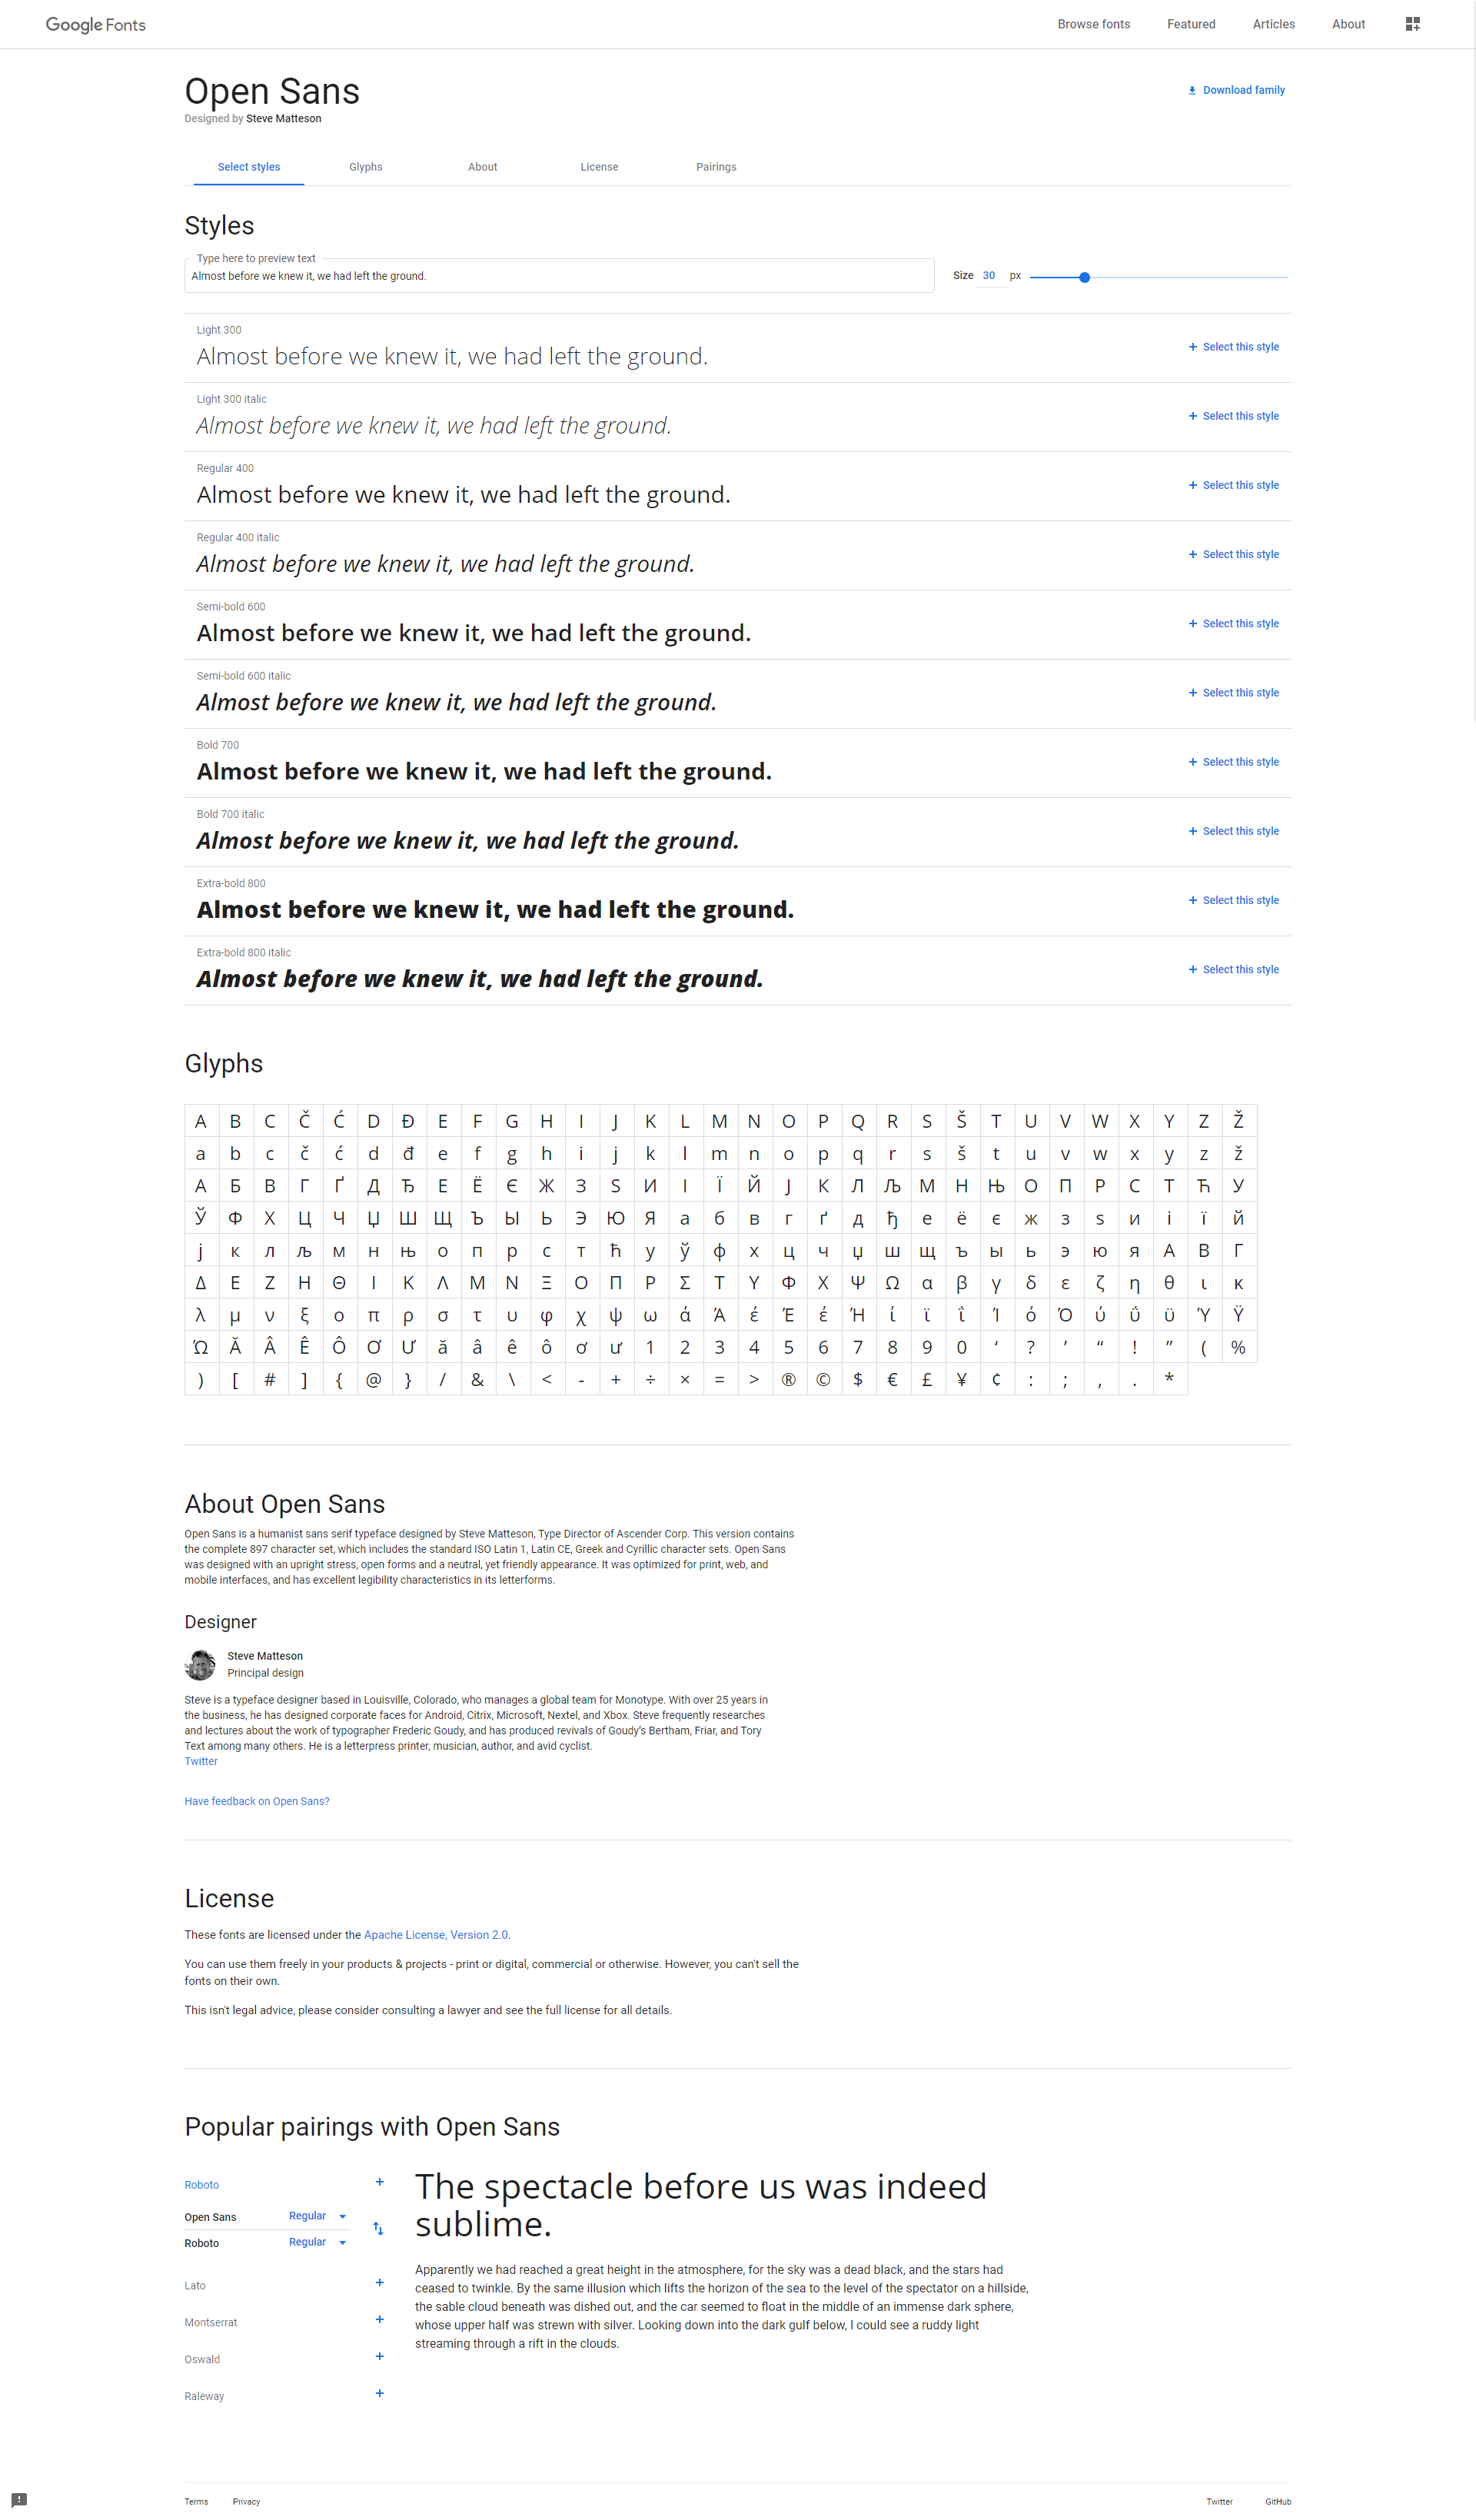 Google Fonts
Browse fonts Featured Articles About
Open Sans
Download family
Designed by Steve Matteson
Select styles Glyphs About License Pairings
Styles
Type here to preview text
Almost before we knew it, we had left the ground.
Size 30 px
Light 300
Almost before we knew it, we had left the ground.
+ Select this style
Light 300 italic
Almost before we knew it, we had left the ground.
+ Select this style
Regular 400
Almost before we knew it, we had left the ground.
+ Select this style
Regular 400 italic
Almost before we knew it, we had left the ground.
+ Select this style
Semi-bold 600
Almost before we knew it, we had left the ground.
+ Select this style
Semi-bold 600 italic
Almost before we knew it, we had left the ground.
+ Select this style
Bold 700
Almost before we knew it, we had left the ground.
+ Select this style
Bold 700 italic
Almost before we knew it, we had left the ground.
+ Select this style
Extra-bold 800
Almost before we knew it, we had left the ground.
+ Select this style
Extra-bold 800 italic
Almost before we knew it, we had left the ground.
+ Select this style
Glyphs
A B C Č Ć D Đ E F G H I J K L M N O P Q R S Š T U V W X Y Z Ž
a b c č ć d đ e f g h i j k l m n o p q r s š t u v w x y z ž
А Б В Г Ґ Д Ђ Е Ё Є Ж З Ѕ И І Ї Й Ј К Л Љ М Н Њ О П Р С Т Ћ У
Ў Ф Х Ц Ч Џ Ш Щ Ъ Ы Ь Э Ю Я а б в г ґ д ђ е ё є ж з ѕ и і ї й
ј к л љ м н њ о п р с т ћ у ў ф х ц ч џ ш щ ъ ы ь э ю я Α Β Γ
Δ Ε Ζ Η Θ Ι Κ Λ Μ Ν Ξ Ο Π Ρ Σ Τ Υ Φ Χ Ψ Ω α β γ δ ε ζ η θ ι κ
λ μ ν ξ ο π ρ σ τ υ φ χ ψ ω ά Ά έ Έ έ Ή ί ϊ ΐ Ί ό Ό ύ ΰ ϋ Ύ Ϋ
Ώ Ă Â Ê Ô Ơ Ư ă â ê ô ơ ư 1 2 3 4 5 6 7 8 9 0 ‘ ? ’ “ ! ” ( %
) [ # ] { @ } / & \ < - + ÷ × = > ® © $ € £ ¥ ¢ : ; , . *
About Open Sans
Open Sans is a humanist sans serif typeface designed by Steve Matteson, Type Director of Ascender Corp. This version contains
the complete 897 character set, which includes the standard ISO Latin 1, Latin CE, Greek and Cyrillic character sets. Open Sans
was designed with an upright stress, open forms and a neutral, yet friendly appearance. It was optimized for print, web, and
mobile interfaces, and has excellent legibility characteristics in its letterforms.
Designer
Steve Matteson
Principal design
Steve is a typeface designer based in Louisville, Colorado, who manages a global team for Monotype. With over 25 years in
the business, he has designed corporate faces for Android, Citrix, Microsoft, Nextel, and Xbox. Steve frequently researches
and lectures about the work of typographer Frederic Goudy, and has produced revivals of Goudy's Bertham, Friar, and Tory
Text among many others. He is a letterpress printer, musician, author, and avid cyclist.
Twitter
Have feedback on Open Sans?
License
These fonts are licensed under the Apache License, Version 2.0.
You can use them freely in your products & projects - print or digital, commercial or otherwise. However, you can't sell the
fonts on their own.
This isn't legal advice, please consider consulting a lawyer and see the full license for all details.
Popular pairings with Open Sans
Roboto +
Open Sans Regular
Roboto Regular
Lato +
Montserrat +
Oswald +
Raleway +
The spectacle before us was indeed
sublime.
Apparently we had reached a great height in the atmosphere, for the sky was a dead black, and the stars had
ceased to twinkle. By the same illusion which lifts the horizon of the sea to the level of the spectator on a hillside,
the sable cloud beneath was dished out, and the car seemed to float in the middle of an immense dark sphere,
whose upper half was strewn with silver. Looking down into the dark gulf below, I could see a ruddy light
streaming through a rift in the clouds.
Terms Privacy Twitter GitHub